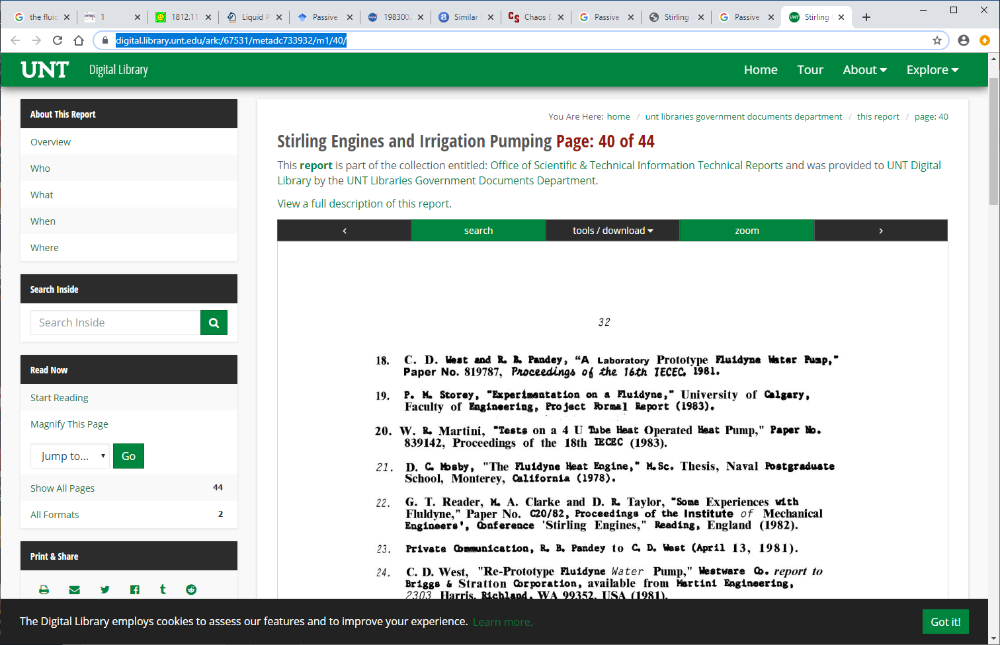 the fluid
1
1812.11
Liquid P
Passive
198300
Similar
Chaos D
Passive
Stirling
Passive
Stirling
digital.library.unt.edu/ark:/67531/metadc733932/m1/40/
UNT Digital Library
Home Tour About Explore
About This Report
Overview
Who
What
When
Where
Search Inside
Search Inside
Read Now
Start Reading
Magnify This Page
Jump to... Go
Show All Pages 44
All Formats 2
Print & Share
You Are Here: home / unt libraries government documents department / this report / page: 40
Stirling Engines and Irrigation Pumping Page: 40 of 44
This report is part of the collection entitled: Office of Scientific & Technical Information Technical Reports and was provided to UNT Digital
Library by the UNT Libraries Government Documents Department.
View a full description of this report.
‹ search tools / download zoom ›
32
18. C. D. West and R. B. Pandey, "A Laboratory Prototype Fluidyne Water Pump,"
Paper No. 819787, Proceedings of the 16th IECEC, 1981.
19. P. M. Storey, "Experimentation on a Fluidyne," University of Calgary,
Faculty of Engineering, Project Formal Report (1983).
20. W. R. Martini, "Tests on a 4 U Tube Heat Operated Heat Pump," Paper No.
839142, Proceedings of the 18th IECEC (1983).
21. D. C. Mosby, "The Fluidyne Heat Engine," M.Sc. Thesis, Naval Postgraduate
School, Monterey, California (1978).
22. G. T. Reader, M. A. Clarke and D. R. Taylor, "Some Experiences with
Fluldyne," Paper No. C20/82, Proceedings of the Institute of Mechanical
Engineers', Conference 'Stirling Engines," Reading, England (1982).
23. Private Communication, R. B. Pandey to C. D. West (April 13, 1981).
24. C. D. West, "Re-Prototype Fluidyne Water Pump," Westware Co. report to
Briggs & Stratton Corporation, available from Martini Engineering,
2303 Harris, Richland, WA 99352, USA (1981).
The Digital Library employs cookies to assess our features and to improve your experience. Learn more.
Got it!